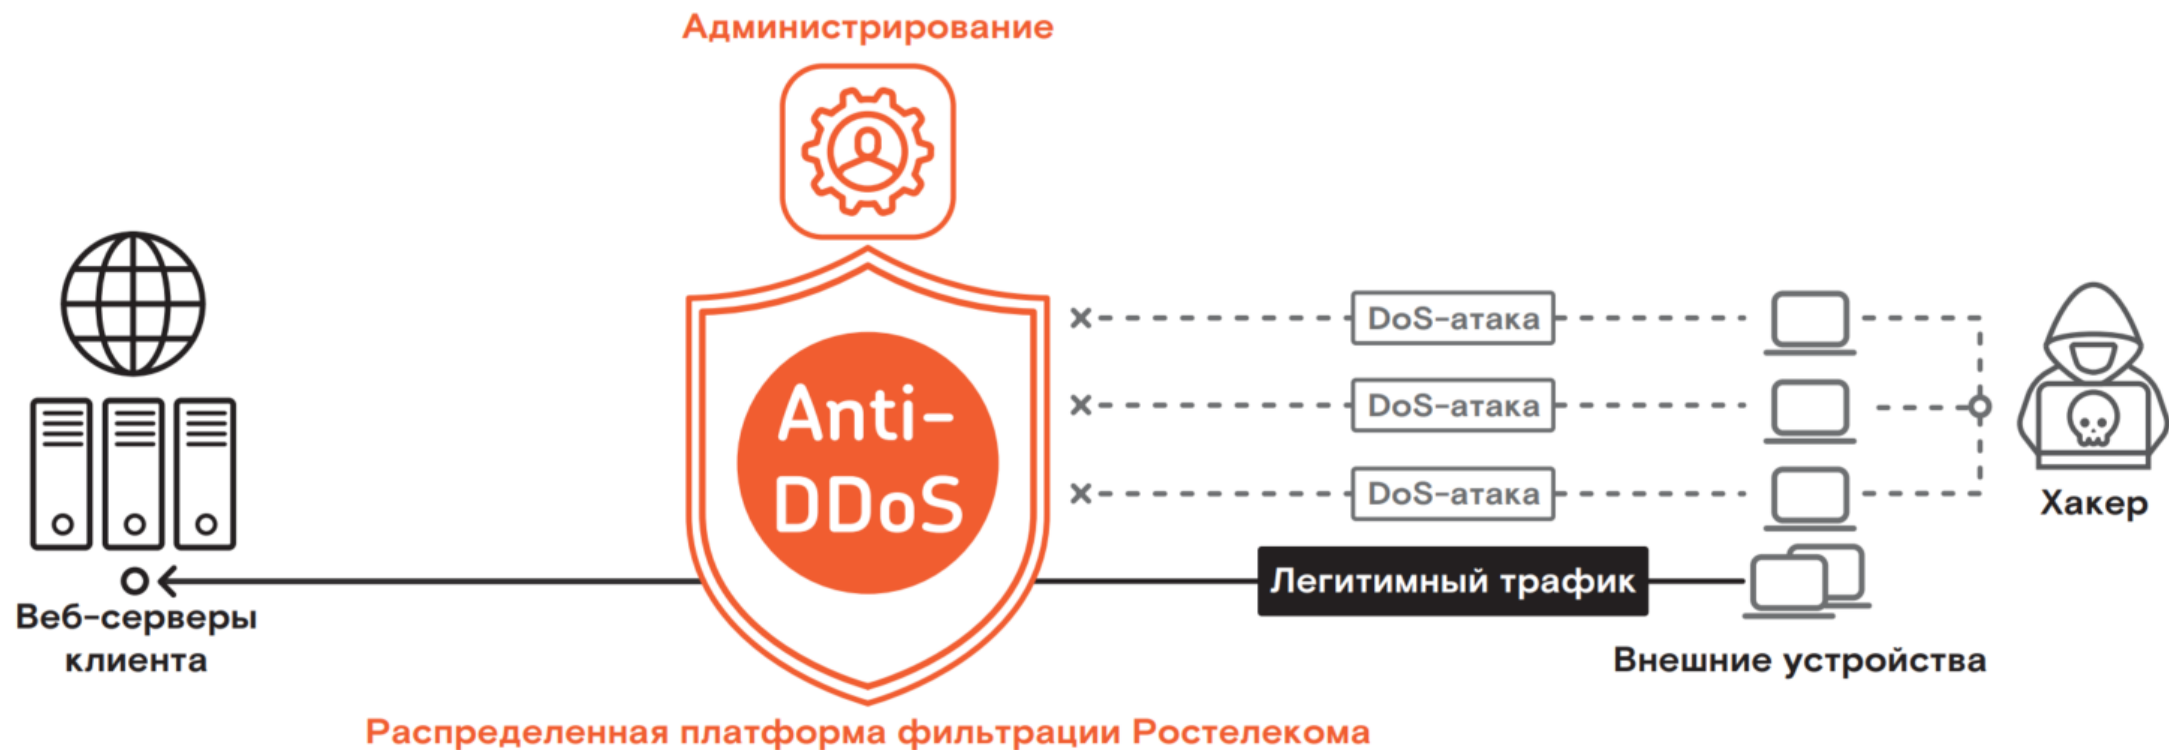 Администрирование
Anti-
DDoS
DoS-атака
DoS-атака
DoS-атака
Хакер
Легитимный трафик
Веб-серверы
клиента
Внешние устройства
Распределенная платформа фильтрации Ростелекома